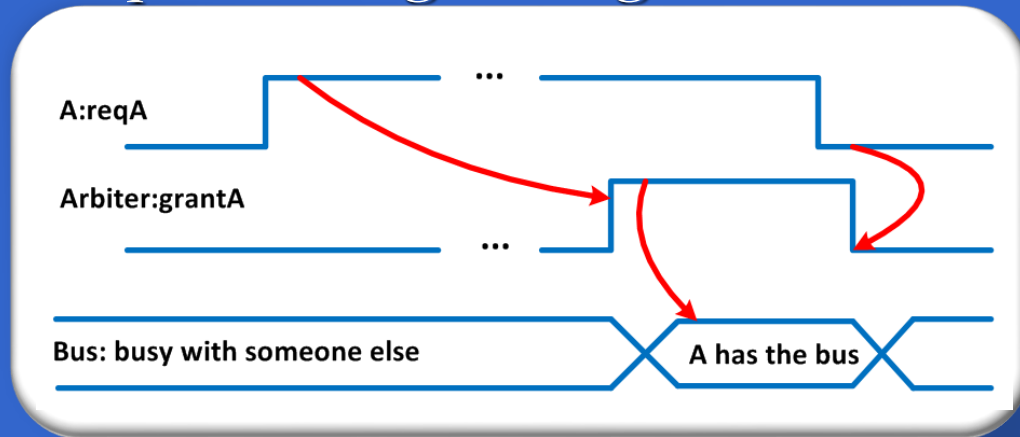 A:reqA
...
Arbiter:grantA
...
Bus: busy with someone else
A has the bus